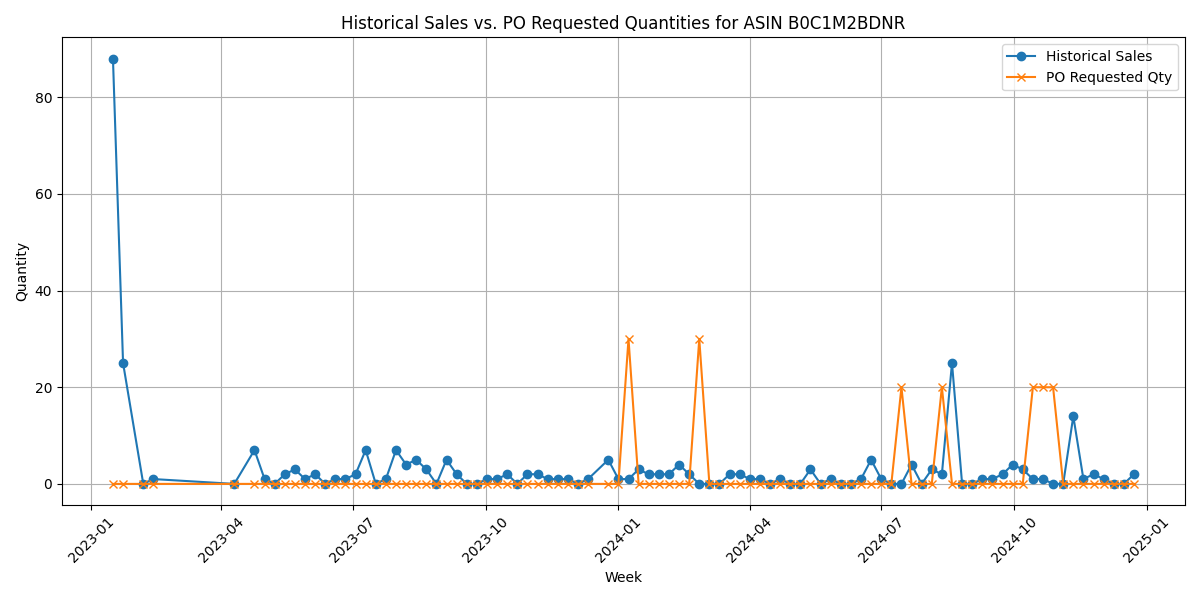 Historical Sales vs. PO Requested Quantities for ASIN B0C1M2BDNR
Historical Sales
PO Requested Qty
Quantity
80
60
40
20
0
2023-01
2023-04
2023-07
2023-10
2024-01
2024-04
2024-07
2024-10
2025-01
Week